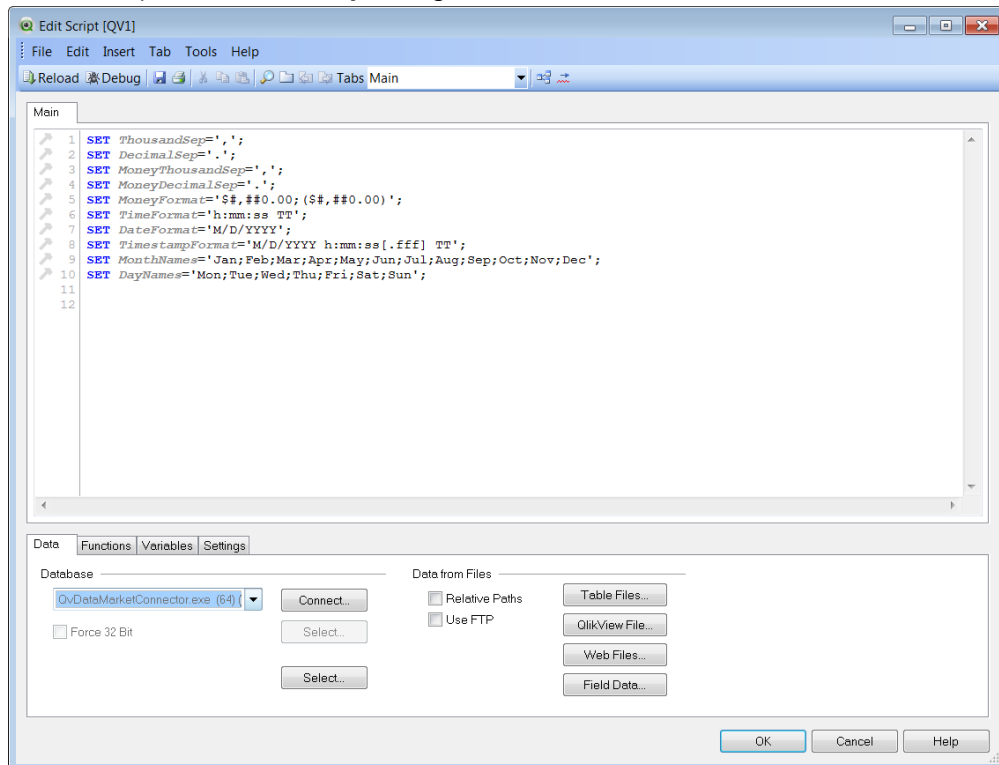 Edit Script [QV1]
File Edit Insert Tab Tools Help
Reload Debug Tabs Main
Main
1 SET ThousandSep=',';
2 SET DecimalSep='.';
3 SET MoneyThousandSep=',';
4 SET MoneyDecimalSep='.';
5 SET MoneyFormat='$#,##0.00;($#,##0.00)';
6 SET TimeFormat='h:mm:ss TT';
7 SET DateFormat='M/D/YYYY';
8 SET TimestampFormat='M/D/YYYY h:mm:ss[.fff] TT';
9 SET MonthNames='Jan;Feb;Mar;Apr;May;Jun;Jul;Aug;Sep;Oct;Nov;Dec';
10 SET DayNames='Mon;Tue;Wed;Thu;Fri;Sat;Sun';
11
12
Data Functions Variables Settings
Database Data from Files
QvDataMarketConnector.exe (64) ( Connect... Relative Paths Table Files...
Force 32 Bit Select... Use FTP QlikView File...
Web Files...
Select... Field Data...
OK Cancel Help